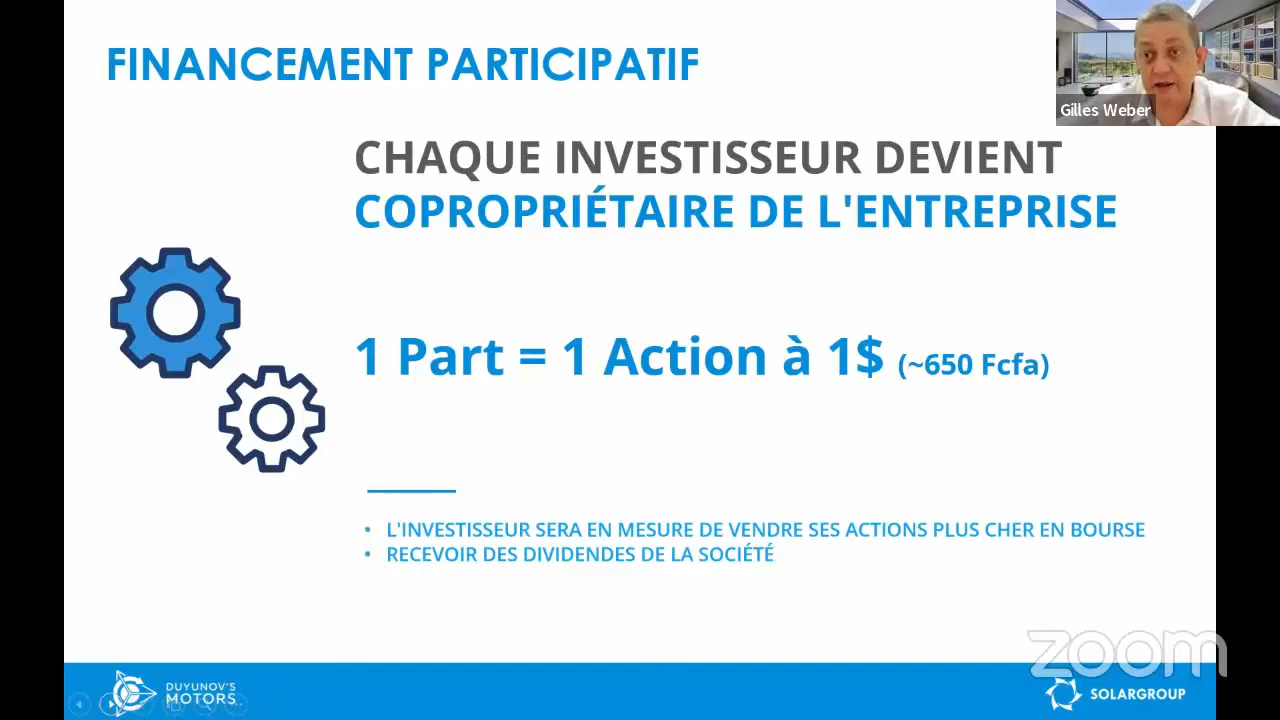 FINANCEMENT PARTICIPATIF
Gilles Weber
CHAQUE INVESTISSEUR DEVIENT
COPROPRIÉTAIRE DE L'ENTREPRISE
1 Part = 1 Action à 1$ (~650 Fcfa)
• L'INVESTISSEUR SERA EN MESURE DE VENDRE SES ACTIONS PLUS CHER EN BOURSE
• RECEVOIR DES DIVIDENDES DE LA SOCIÉTÉ
zoom
DUYUNOV'S
MOTORS
SOLARGROUP